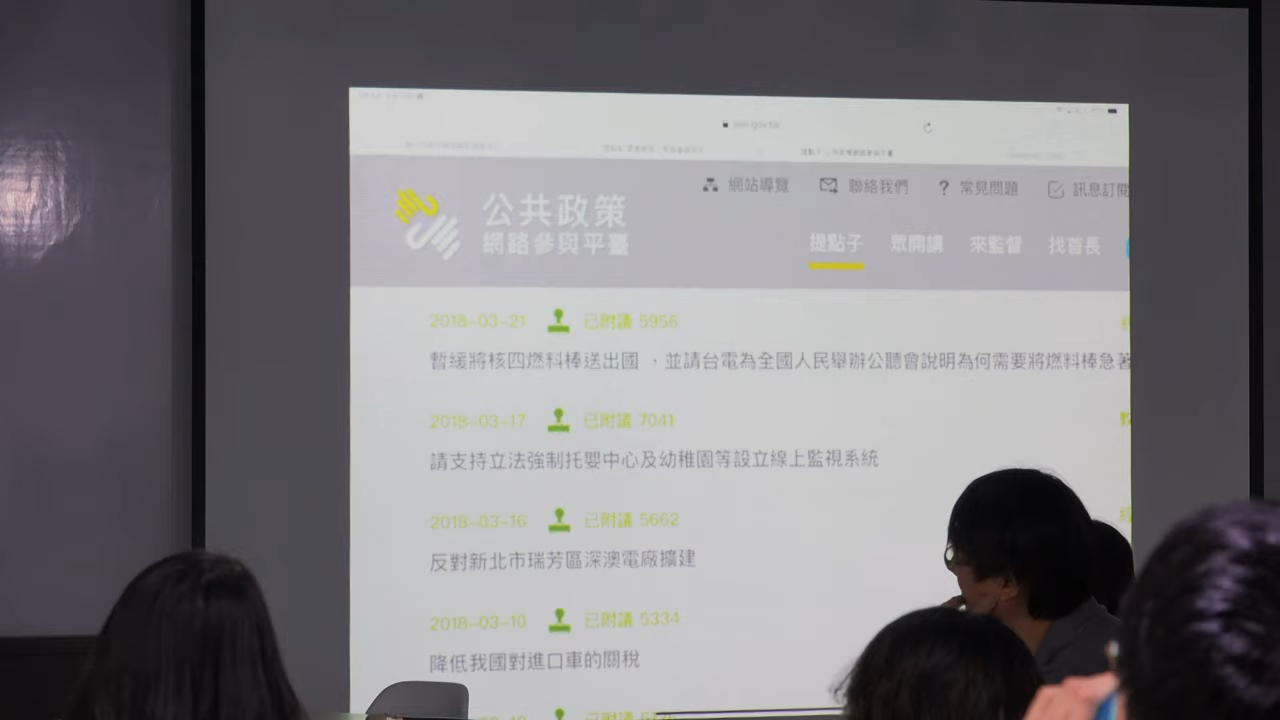 join.gov.tw
網站導覽 聯絡我們 ? 常見問題 訊息訂閱
公共政策
網路參與平臺
提點子 眾開講 來監督 找首長
2018-03-21 已附議 5956
暫緩將核四燃料棒送出國 、並請台電為全國人民舉辦公聽會說明為何需要將燃料棒急著
2018-03-17 已附議 7041
請支持立法強制托嬰中心及幼稚園等設立線上監視系統
2018-03-16 已附議 5662
反對新北市瑞芳區深澳電廠擴建
2018-03-10 已附議 5334
降低我國對進口車的關稅